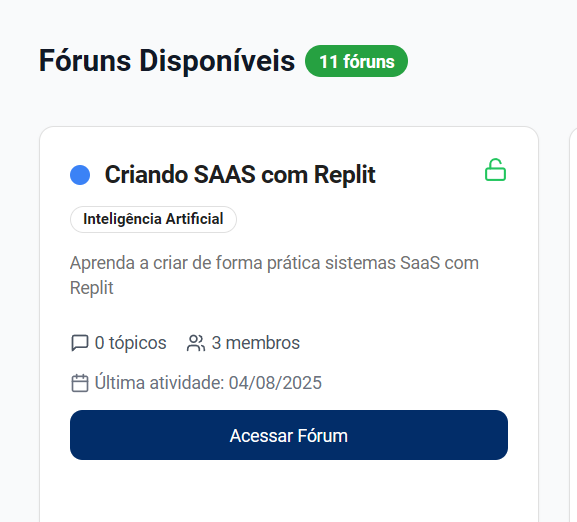 Fóruns Disponíveis 11 fóruns
Criando SAAS com Replit
Inteligência Artificial
Aprenda a criar de forma prática sistemas SaaS com
Replit
0 tópicos 3 membros
Última atividade: 04/08/2025
Acessar Fórum